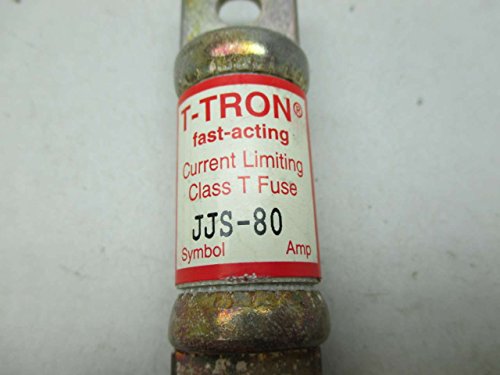 T-TRON®
fast-acting
Current Limiting
Class T Fuse
JJS-80
Symbol Amp